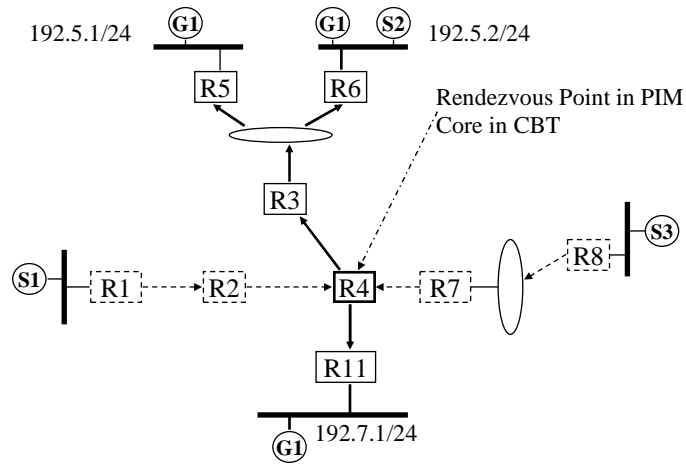 G1
G1
S2
192.5.1/24
192.5.2/24
R5
R6
Rendezvous Point in PIM
Core in CBT
R3
S3
R8
S1
R1
R2
R4
R7
R11
192.7.1/24
G1